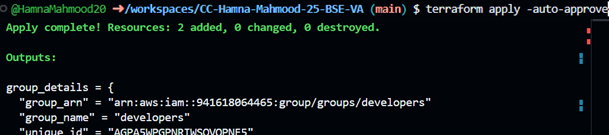 @HamnaMahmood20 ➜ /workspaces/CC-Hamna-Mahmood-25-BSE-VA (main) $ terraform apply -auto-approve
Apply complete! Resources: 2 added, 0 changed, 0 destroyed.
Outputs:
group_details = {
"group_arn" = "arn:aws:iam::941618064465:group/groups/developers"
"group_name" = "developers"
"unique_id" =